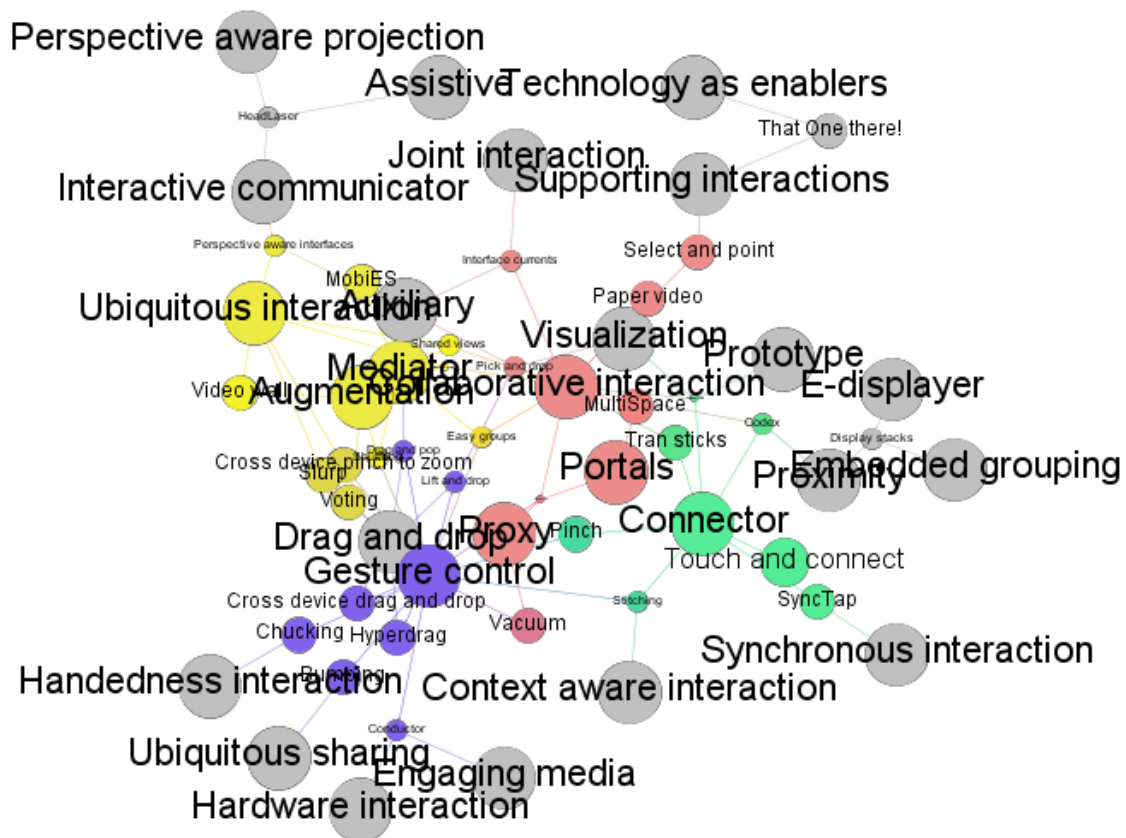 Perspective aware projection
Assistive
Technology as enablers
HeadLaser
That One there!
Joint interaction
Interactive communicator
Supporting interactions
Perspective aware interfaces
Select and point
Interface currents
MobiES
Paper video
Ubiquitous interaction
Auxiliary
Visualization
Shared views
Prototype
Mediator
Pick and drop
Collaborative interaction
E-displayer
Video wall
Augmentation
MultiSpace
Codex
Easy groups
Tran sticks
Display stacks
Drag and pop
Cross device pinch to zoom
Slurp
Portals
Proximity
Embedded grouping
Lift and drop
Voting
Connector
Drag and drop
Proxy
Pinch
Touch and connect
Gesture control
Cross device drag and drop
Stitching
SyncTap
Chucking
Hyperdrag
Vacuum
Synchronous interaction
Handedness interaction
Bumping
Context aware interaction
Conductor
Ubiquitous sharing
Engaging media
Hardware interaction